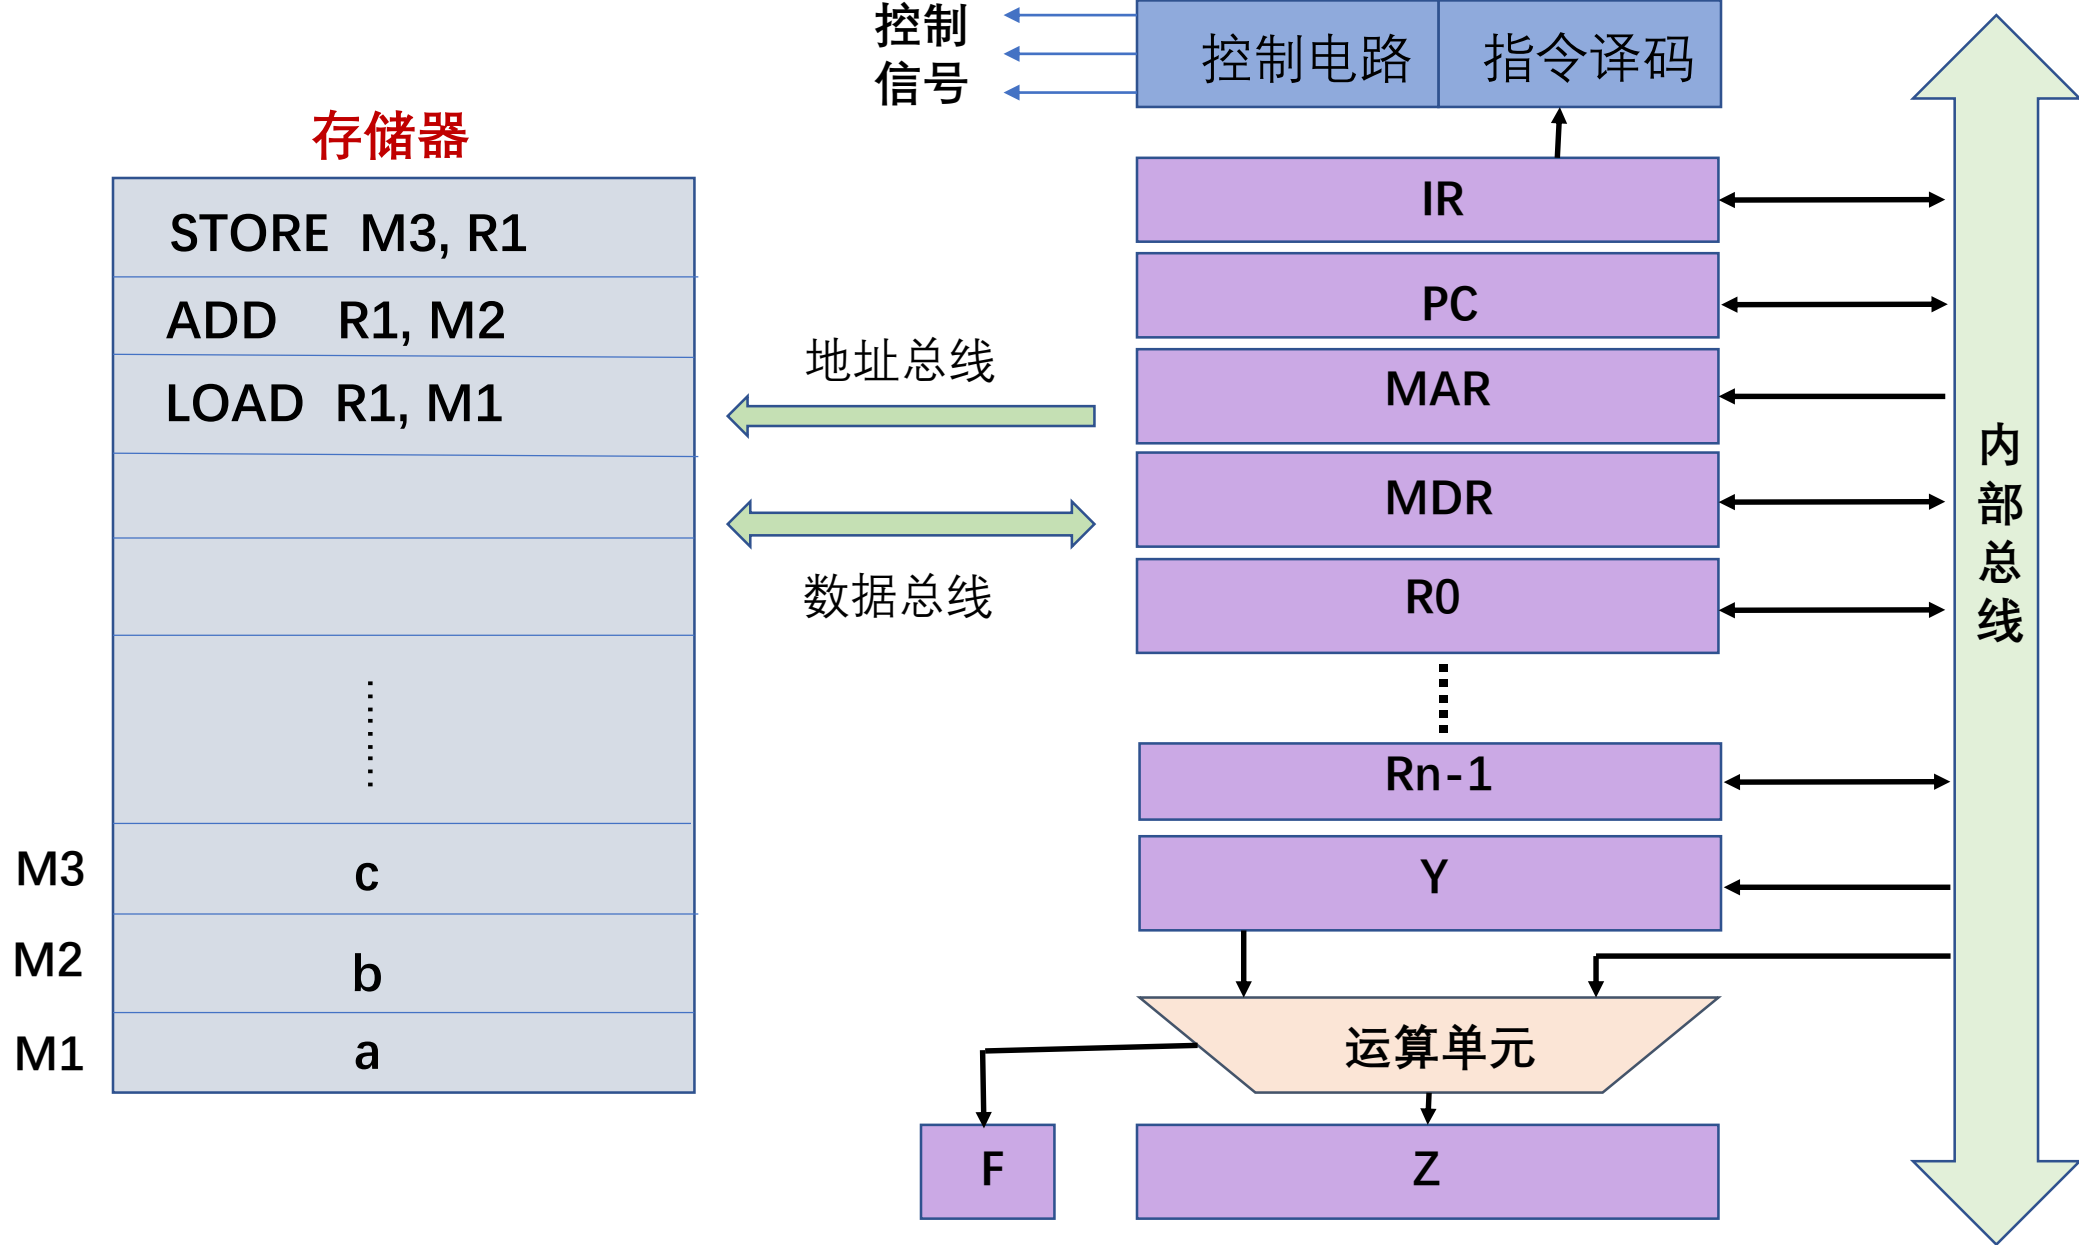 控制
信号
控制电路
指令译码
存储器
STORE M3, R1
ADD R1, M2
LOAD R1, M1
M3
c
M2
b
M1
a
地址总线
数据总线
IR
PC
MAR
MDR
R0
Rn-1
Y
运算单元
F
Z
内
部
总
线